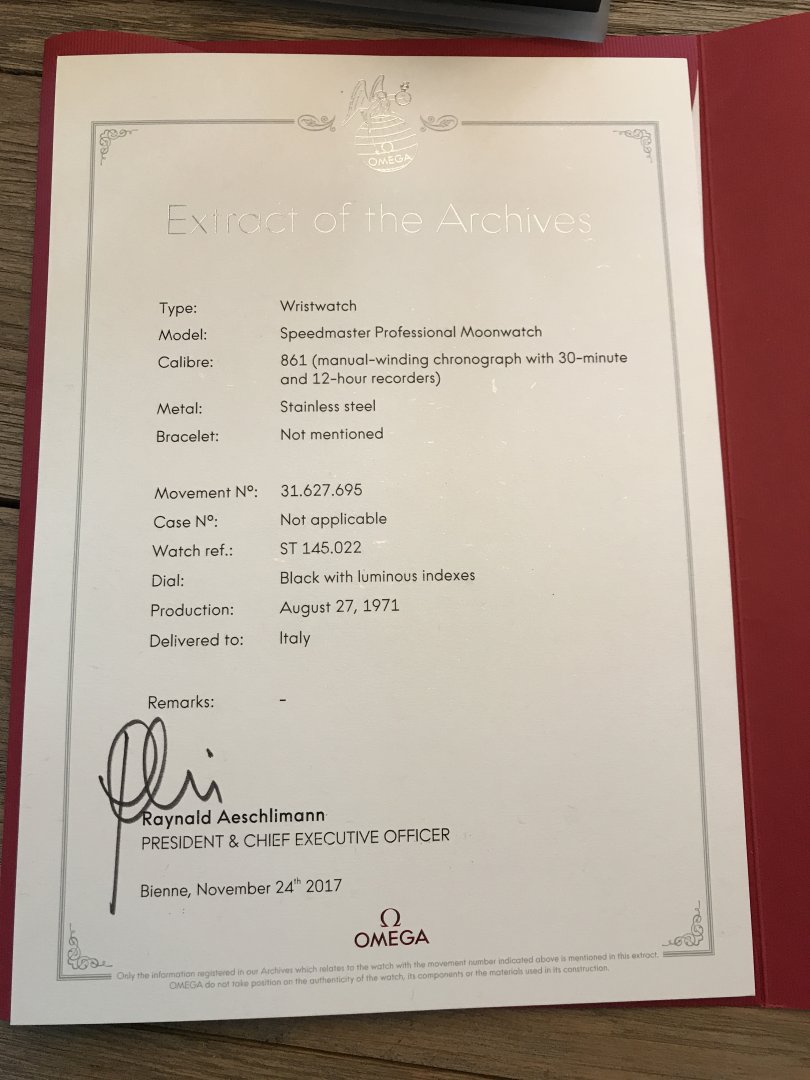 OMEGA
Extract of the Archives
Type: Wristwatch
Model: Speedmaster Professional Moonwatch
Calibre: 861 (manual-winding chronograph with 30-minute
and 12-hour recorders)
Metal: Stainless steel
Bracelet: Not mentioned
Movement Nº: 31.627.695
Case Nº: Not applicable
Watch ref.: ST 145.022
Dial: Black with luminous indexes
Production: August 27, 1971
Delivered to: Italy
Remarks: -
Raynald Aeschlimann
PRESIDENT & CHIEF EXECUTIVE OFFICER
Bienne, November 24th 2017
Ω
OMEGA
Only the information registered in our Archives which relates to the watch with the movement number indicated above is mentioned in this extract.
OMEGA do not take position on the authenticity of the watch, its components or the materials used in its construction.